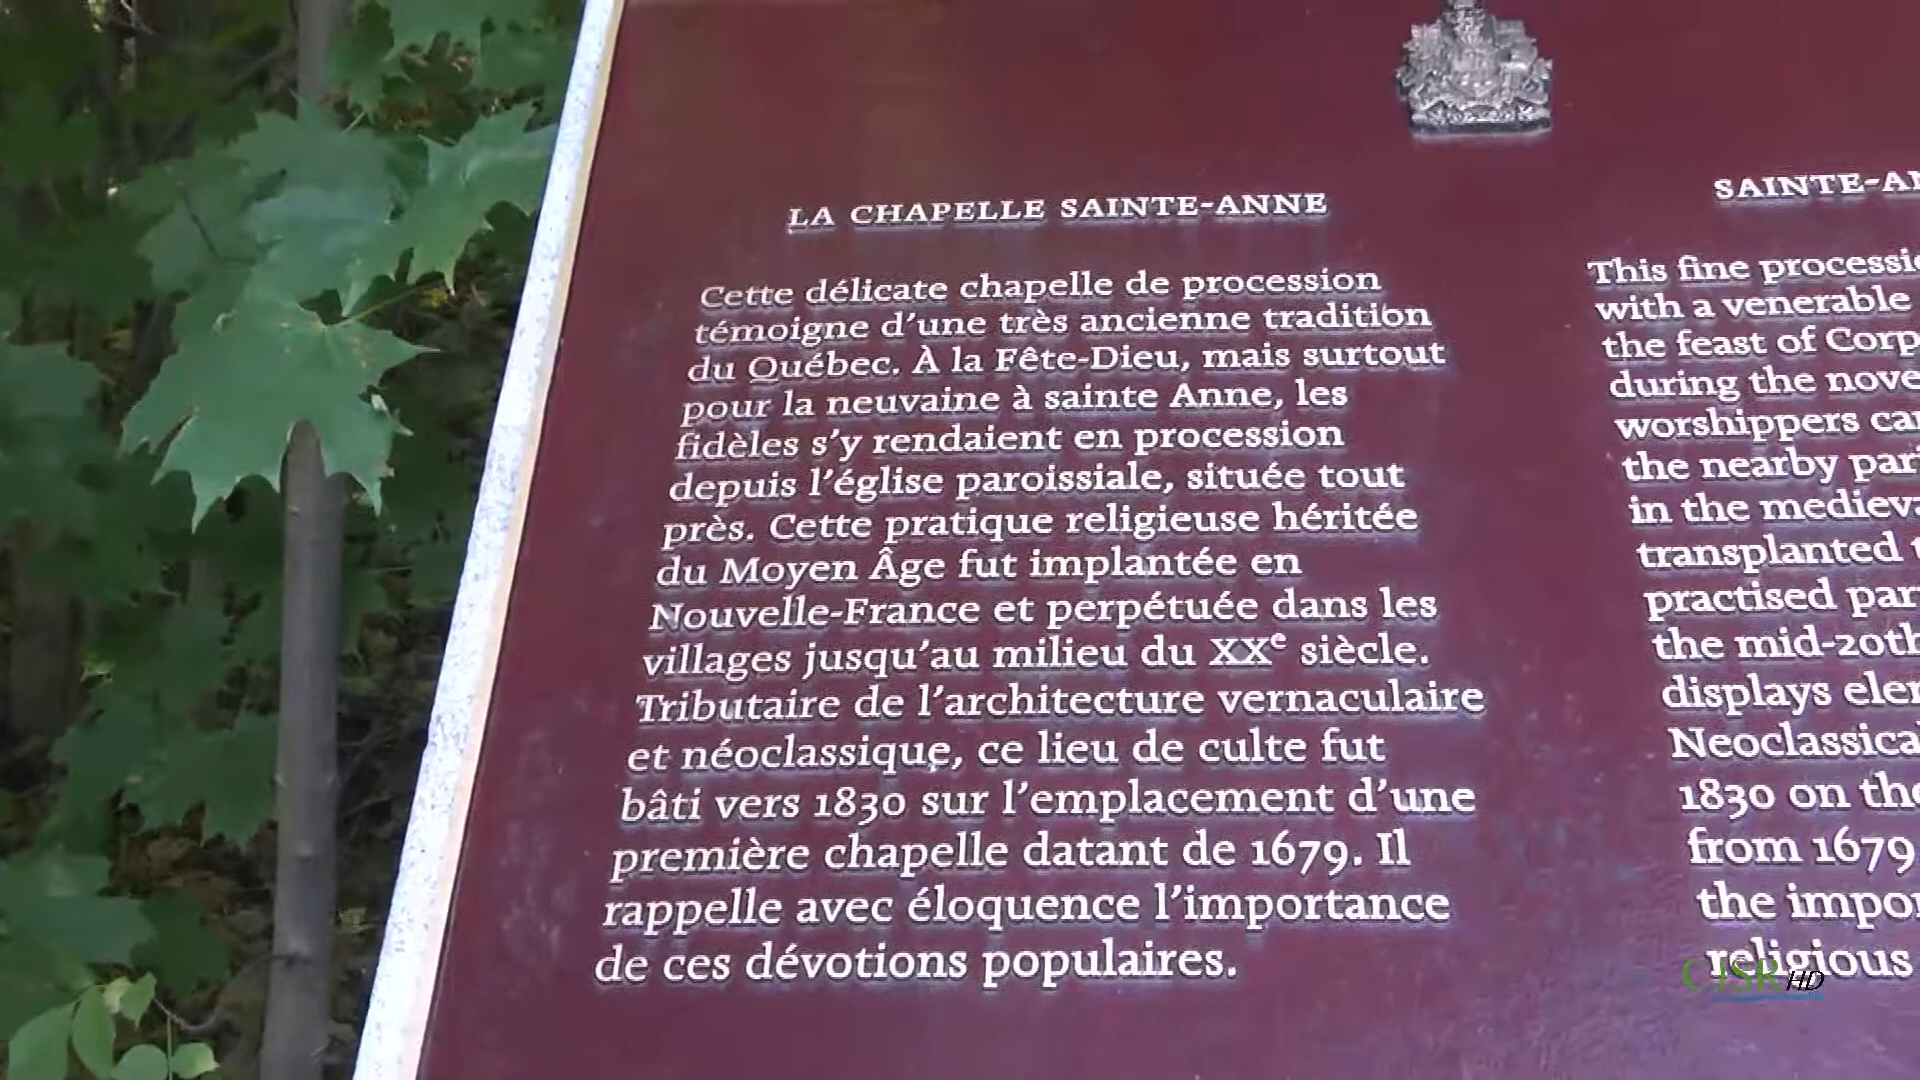 LA CHAPELLE SAINTE-ANNE
Cette délicate chapelle de procession
témoigne d'une très ancienne tradition
du Québec. À la Fête-Dieu, mais surtout
pour la neuvaine à sainte Anne, les
fidèles s'y rendaient en procession
depuis l'église paroissiale, située tout
près. Cette pratique religieuse héritée
du Moyen Âge fut implantée en
Nouvelle-France et perpétuée dans les
villages jusqu'au milieu du XXe siècle.
Tributaire de l'architecture vernaculaire
et néoclassique, ce lieu de culte fut
bâti vers 1830 sur l'emplacement d'une
première chapelle datant de 1679. Il
rappelle avec éloquence l'importance
de ces dévotions populaires.
SAINTE-AN
This fine processi
with a venerable
the feast of Corp
during the nove
worshippers ca
the nearby pari
in the mediev
transplanted t
practised par
the mid-20th
displays ele
Neoclassica
1830 on the
from 1679
the impor
religious
CJSR HD